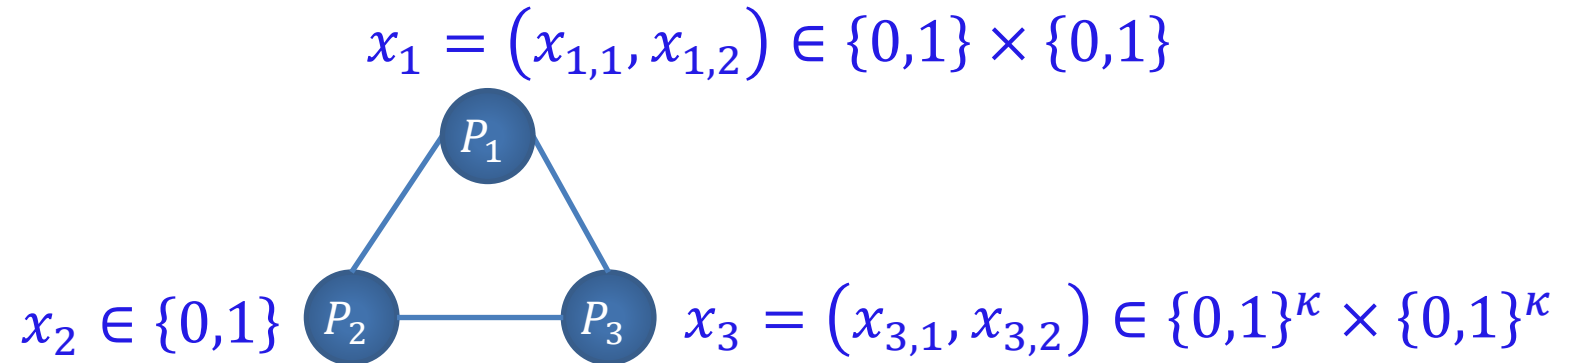 x₁ = (x₁,₁, x₁,₂) ∈ {0,1} × {0,1}
P₁
x₂ ∈ {0,1} P₂ P₃ x₃ = (x₃,₁, x₃,₂) ∈ {0,1}^κ × {0,1}^κ